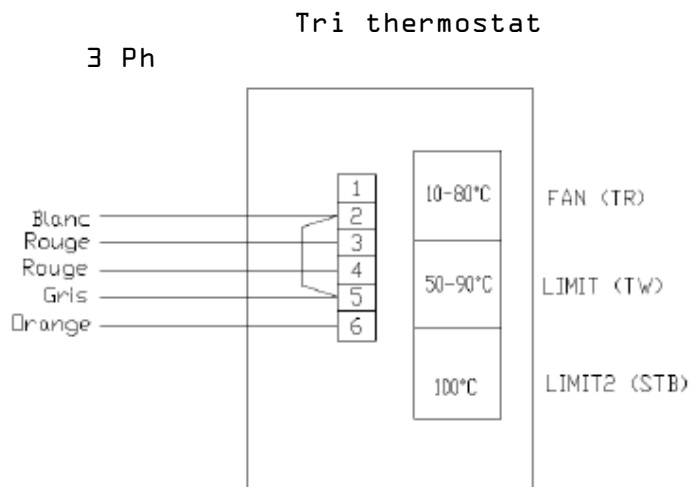 Tri thermostat
3 Ph
1
Blanc 2
Rouge 3
Rouge 4
Gris 5
Orange 6
10-80°C FAN (TR)
50-90°C LIMIT (TW)
100°C LIMIT2 (STB)